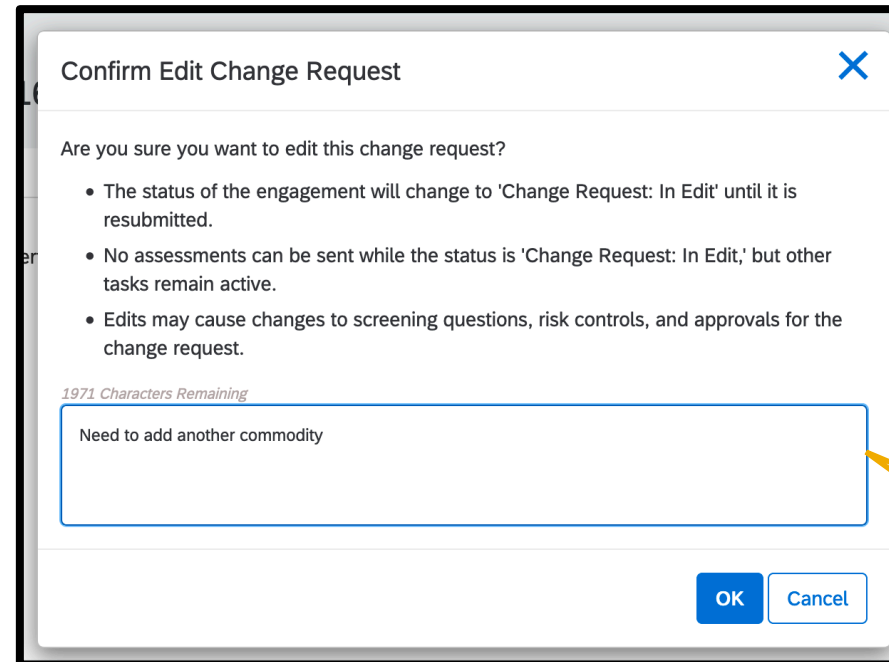 Confirm Edit Change Request
Are you sure you want to edit this change request?
• The status of the engagement will change to 'Change Request: In Edit' until it is
resubmitted.
• No assessments can be sent while the status is 'Change Request: In Edit,' but other
tasks remain active.
• Edits may cause changes to screening questions, risk controls, and approvals for the
change request.
1971 Characters Remaining
Need to add another commodity
OK Cancel